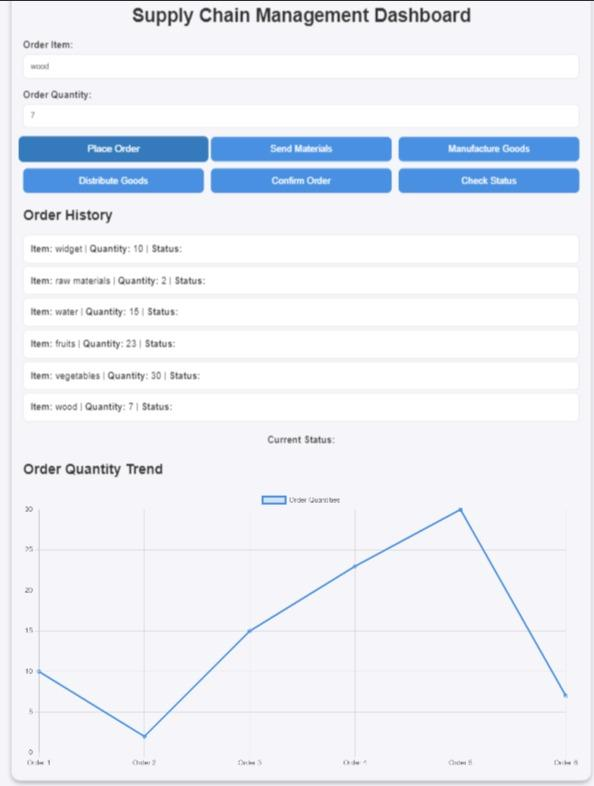 Supply Chain Management Dashboard
Order Item:
wood
Order Quantity:
7
Place Order Send Materials Manufacture Goods
Distribute Goods Confirm Order Check Status
Order History
Item: widget | Quantity: 10 | Status:
Item: raw materials | Quantity: 2 | Status:
Item: water | Quantity: 15 | Status:
Item: fruits | Quantity: 23 | Status:
Item: vegetables | Quantity: 30 | Status:
Item: wood | Quantity: 7 | Status:
Current Status:
Order Quantity Trend
Order Quantities
30
25
20
15
10
5
0
Order 1 Order 2 Order 3 Order 4 Order 5 Order 6